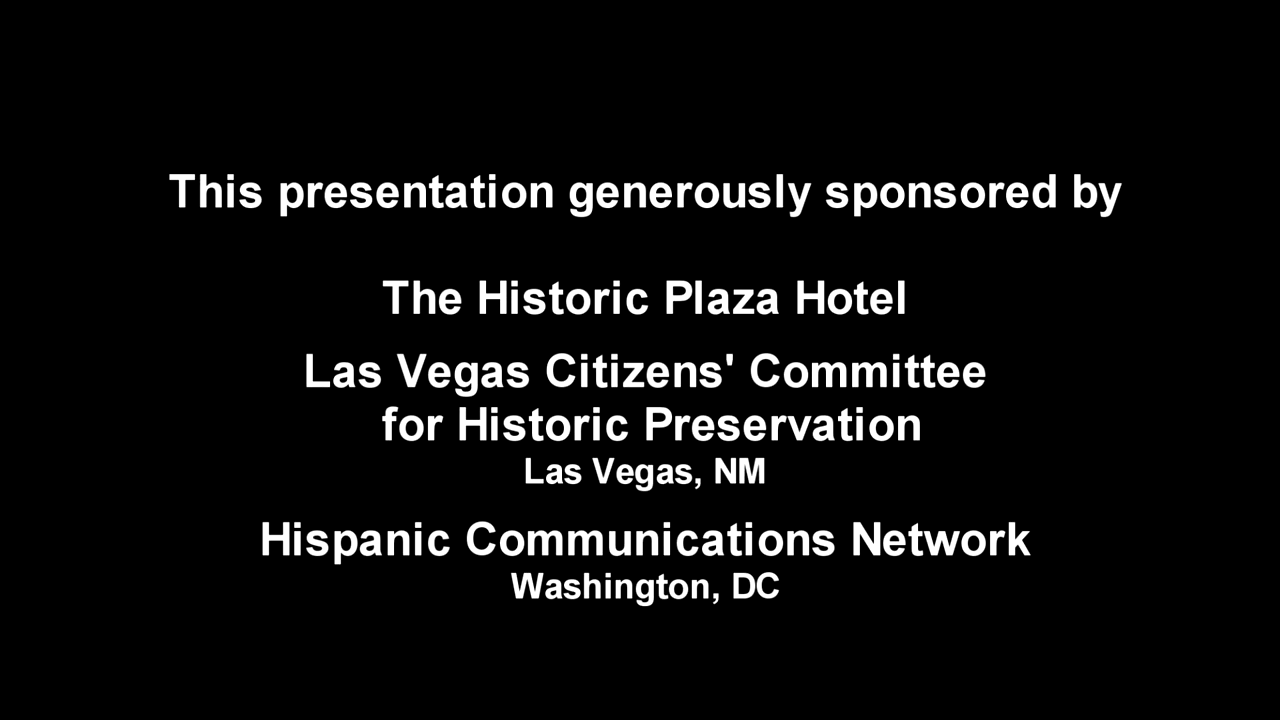 This presentation generously sponsored by
The Historic Plaza Hotel
Las Vegas Citizens' Committee
for Historic Preservation
Las Vegas, NM
Hispanic Communications Network
Washington, DC